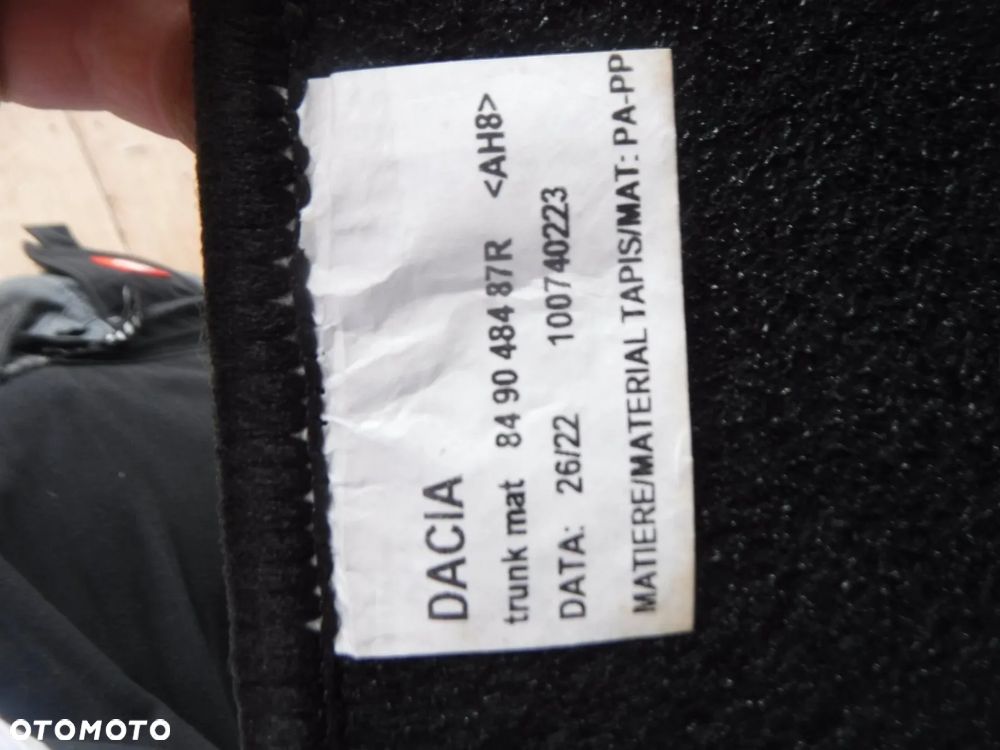 DACIA
trunk mat 84 90 484 87R <AH8>
DATA: 26/22 100740223
MATIERE/MATERIAL TAPIS/MAT: PA-PP
OTOMOTO